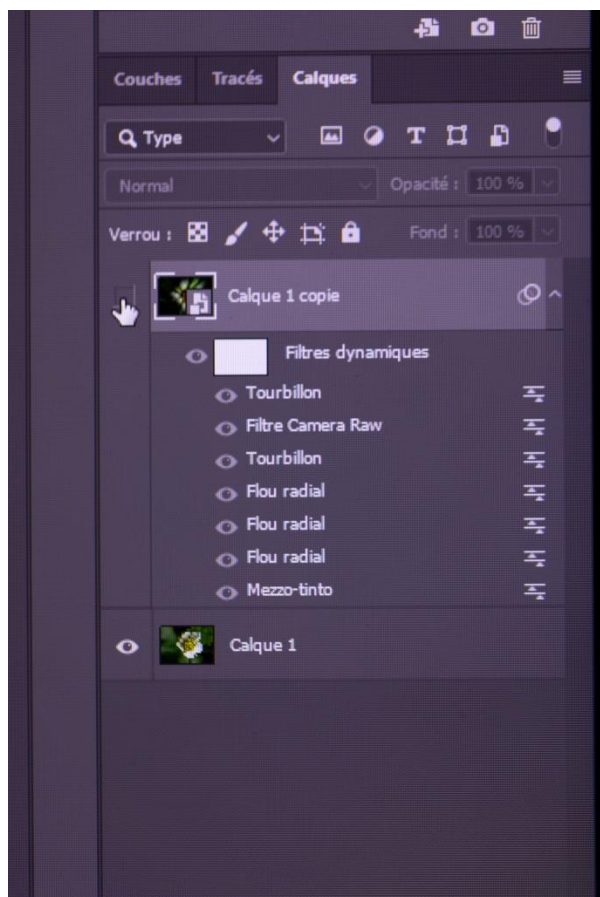 Couches Tracés Calques
Type
Normal Opacité : 100 %
Verrou : Fond : 100 %
Calque 1 copie
Filtres dynamiques
Tourbillon
Filtre Camera Raw
Tourbillon
Flou radial
Flou radial
Flou radial
Mezzo-tinto
Calque 1